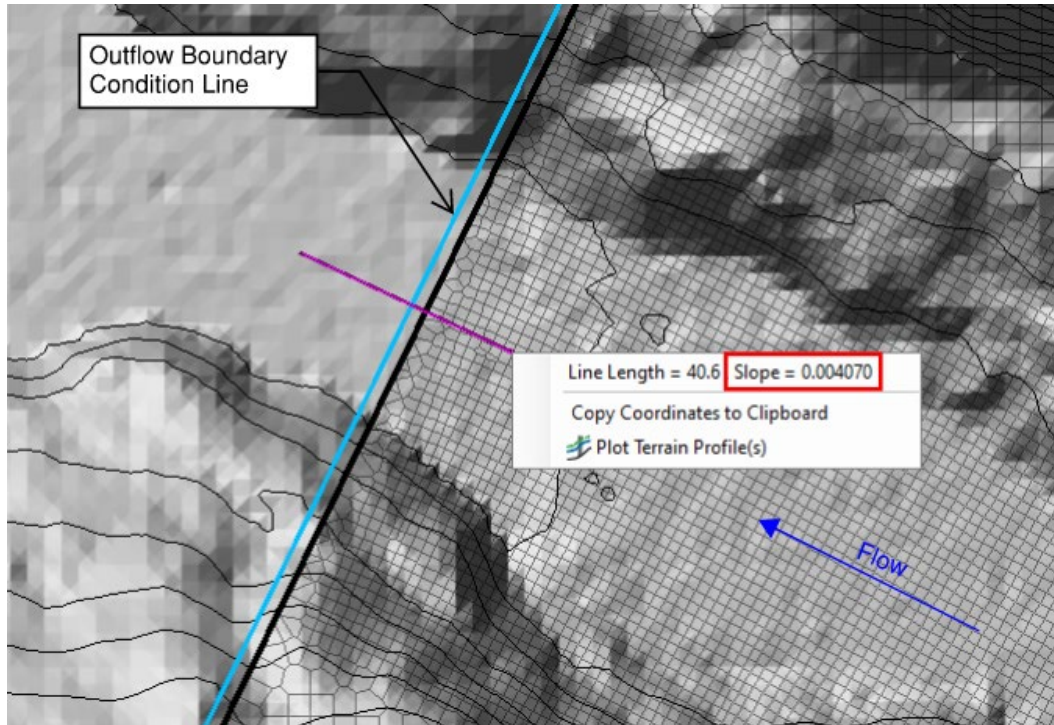 Outflow Boundary
Condition Line
Line Length = 40.6 Slope = 0.004070
Copy Coordinates to Clipboard
Plot Terrain Profile(s)
Flow